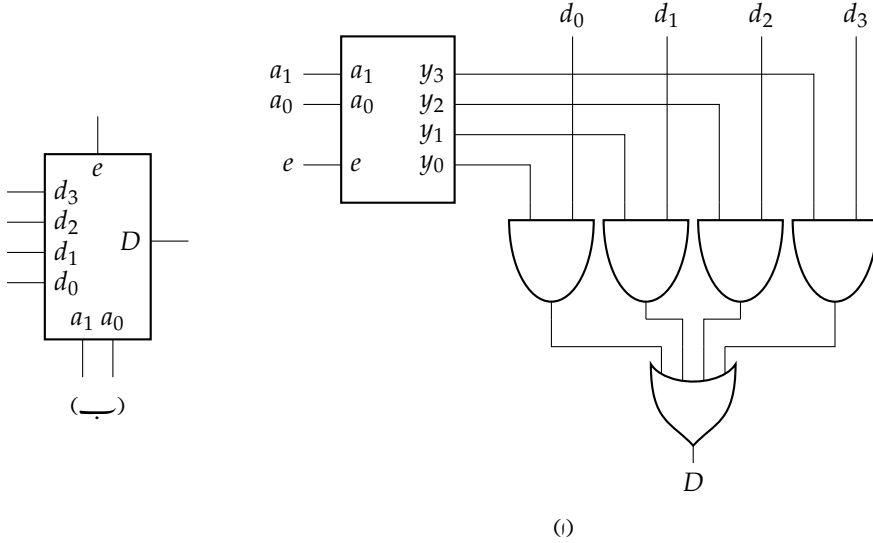 d₀ d₁ d₂ d₃
a₁ a₁ y₃
a₀ a₀ y₂
y₁
e e y₀
e
d₃
d₂
d₁ D
d₀
a₁ a₀
(ب)
D
(ا)